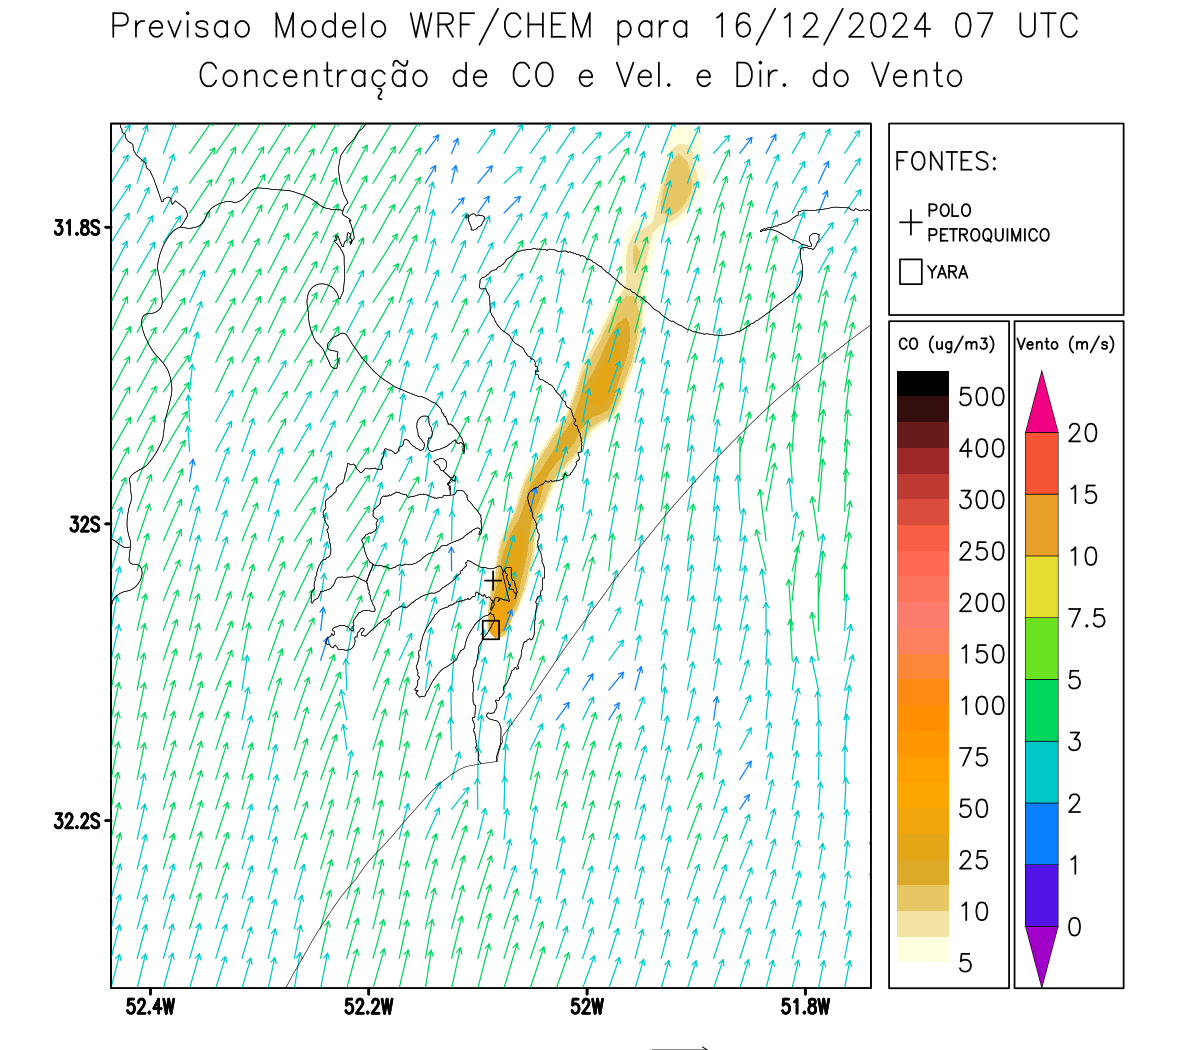 Previsao Modelo WRF/CHEM para 16/12/2024 07 UTC
Concentração de CO e Vel. e Dir. do Vento
FONTES:
POLO
PETROQUIMICO
YARA
31.8S
32S
32.2S
52.4W
52.2W
52W
51.8W
CO (ug/m3)
500
400
300
250
200
150
100
75
50
25
10
5
Vento (m/s)
20
15
10
7.5
5
3
2
1
0